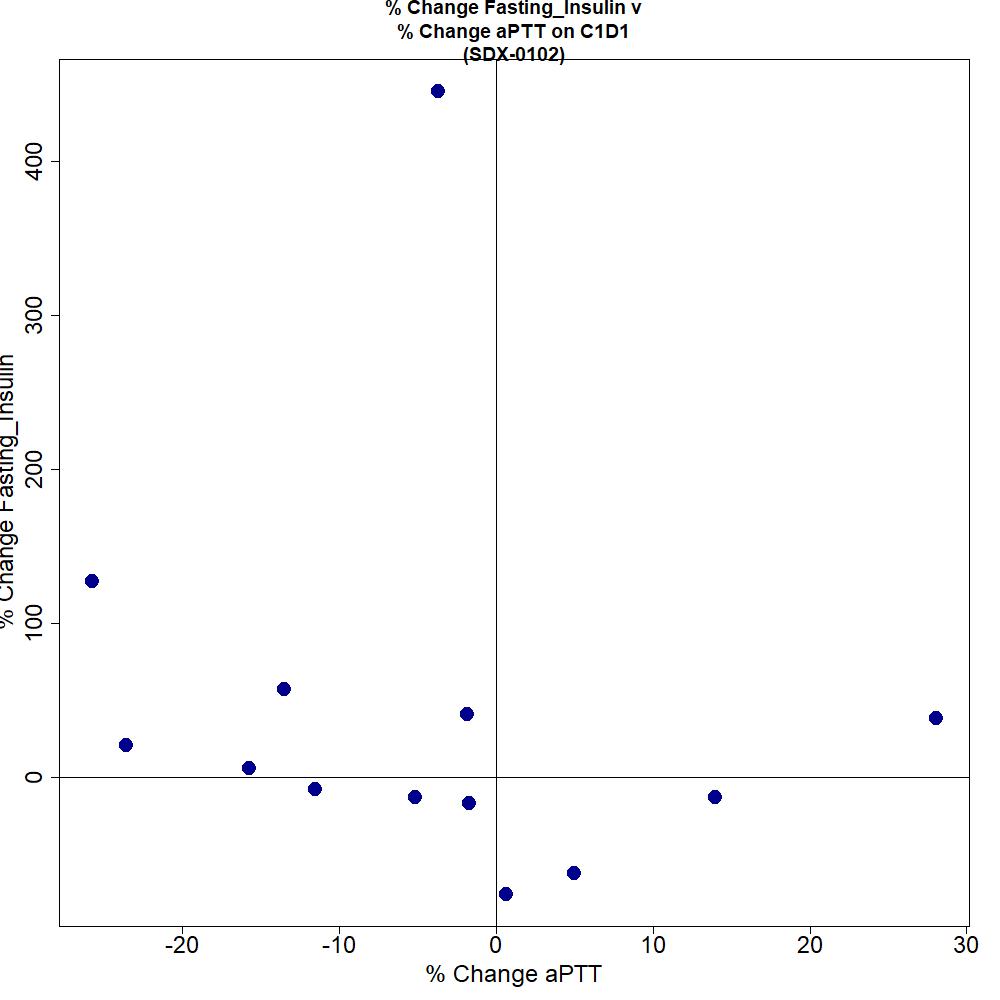 % Change Fasting_Insulin v
% Change aPTT on C1D1
(SDX-0102)
% Change Fasting_Insulin
400
300
200
100
0
-20
-10
0
10
20
30
% Change aPTT